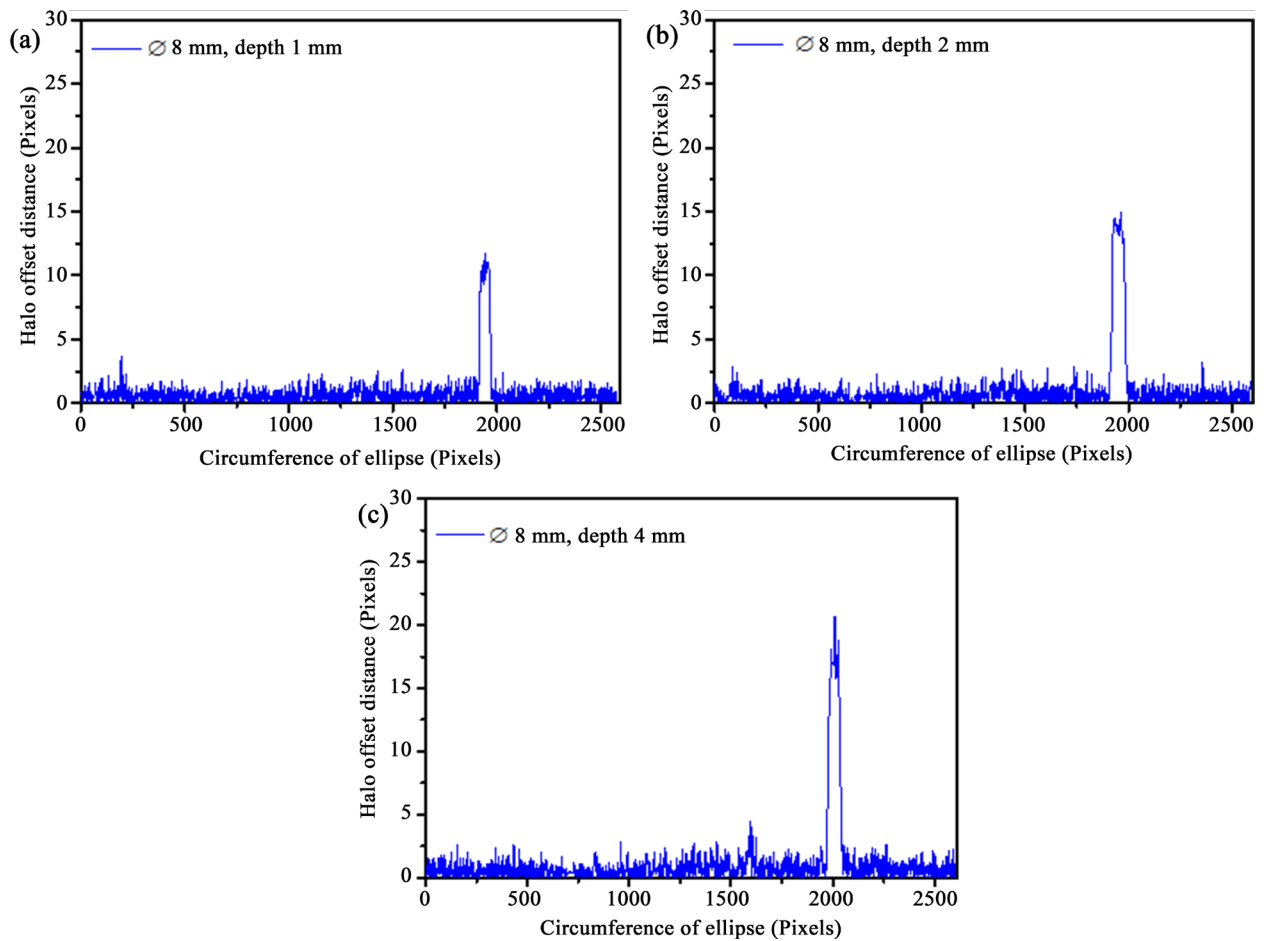 (a)
∅ 8 mm, depth 1 mm
Halo offset distance (Pixels)
30
25
20
15
10
5
0
0 500 1000 1500 2000 2500
Circumference of ellipse (Pixels)
(b)
∅ 8 mm, depth 2 mm
Halo offset distance (Pixels)
30
25
20
15
10
5
0
0 500 1000 1500 2000 2500
Circumference of ellipse (Pixels)
(c)
∅ 8 mm, depth 4 mm
Halo offset distance (Pixels)
30
25
20
15
10
5
0
0 500 1000 1500 2000 2500
Circumference of ellipse (Pixels)